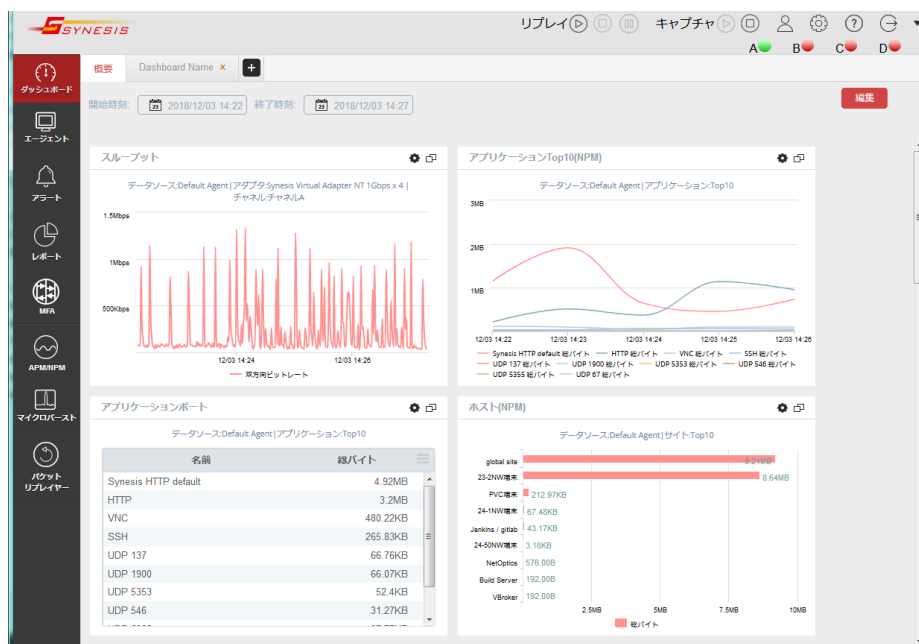 SYNESIS
リプレイ
キャプチャ
A
B
C
D
ダッシュボード
エージェント
アラート
レポート
MFA
APM/NPM
マイクロバースト
パケット
リプレイヤー
概要
Dashboard Name ×
開始時刻: 23 2018/12/03 14:22 終了時刻: 23 2018/12/03 14:27
編集
スループット
データソース:Default Agent | アダプタ:Synesis Virtual Adapter NT 1Gbps x 4 |
チャネル:チャネルA
1.5Mbps
1Mbps
500Kbps
12/03 14:24
12/03 14:26
双方向ビットレート
アプリケーションTop10(NPM)
データソース:Default Agent | アプリケーション:Top10
3MB
2MB
1MB
12/03 14:22
12/03 14:23
12/03 14:24
12/03 14:25
12/03 14:26
Synesis HTTP default 総バイト HTTP 総バイト VNC 総バイト SSH 総バイト
UDP 137 総バイト UDP 1900 総バイト UDP 5353 総バイト UDP 546 総バイト
UDP 5355 総バイト UDP 67 総バイト
アプリケーションポート
データソース:Default Agent | アプリケーション:Top10
名前 総バイト
Synesis HTTP default 4.92MB
HTTP 3.2MB
VNC 480.22KB
SSH 265.83KB
UDP 137 66.76KB
UDP 1900 66.07KB
UDP 5353 52.4KB
UDP 546 31.27KB
ホスト(NPM)
データソース:Default Agent | サイト:Top10
global site 9.21MB
23-2NW端末 8.64MB
PVC端末 212.97KB
24-1NW端末 67.48KB
Jenkins / gitlab 43.17KB
24-50NW端末 3.18KB
NetOptics 576.00B
Build Server 192.00B
VBroker 192.00B
2.5MB
5MB
7.5MB
10MB
総バイト